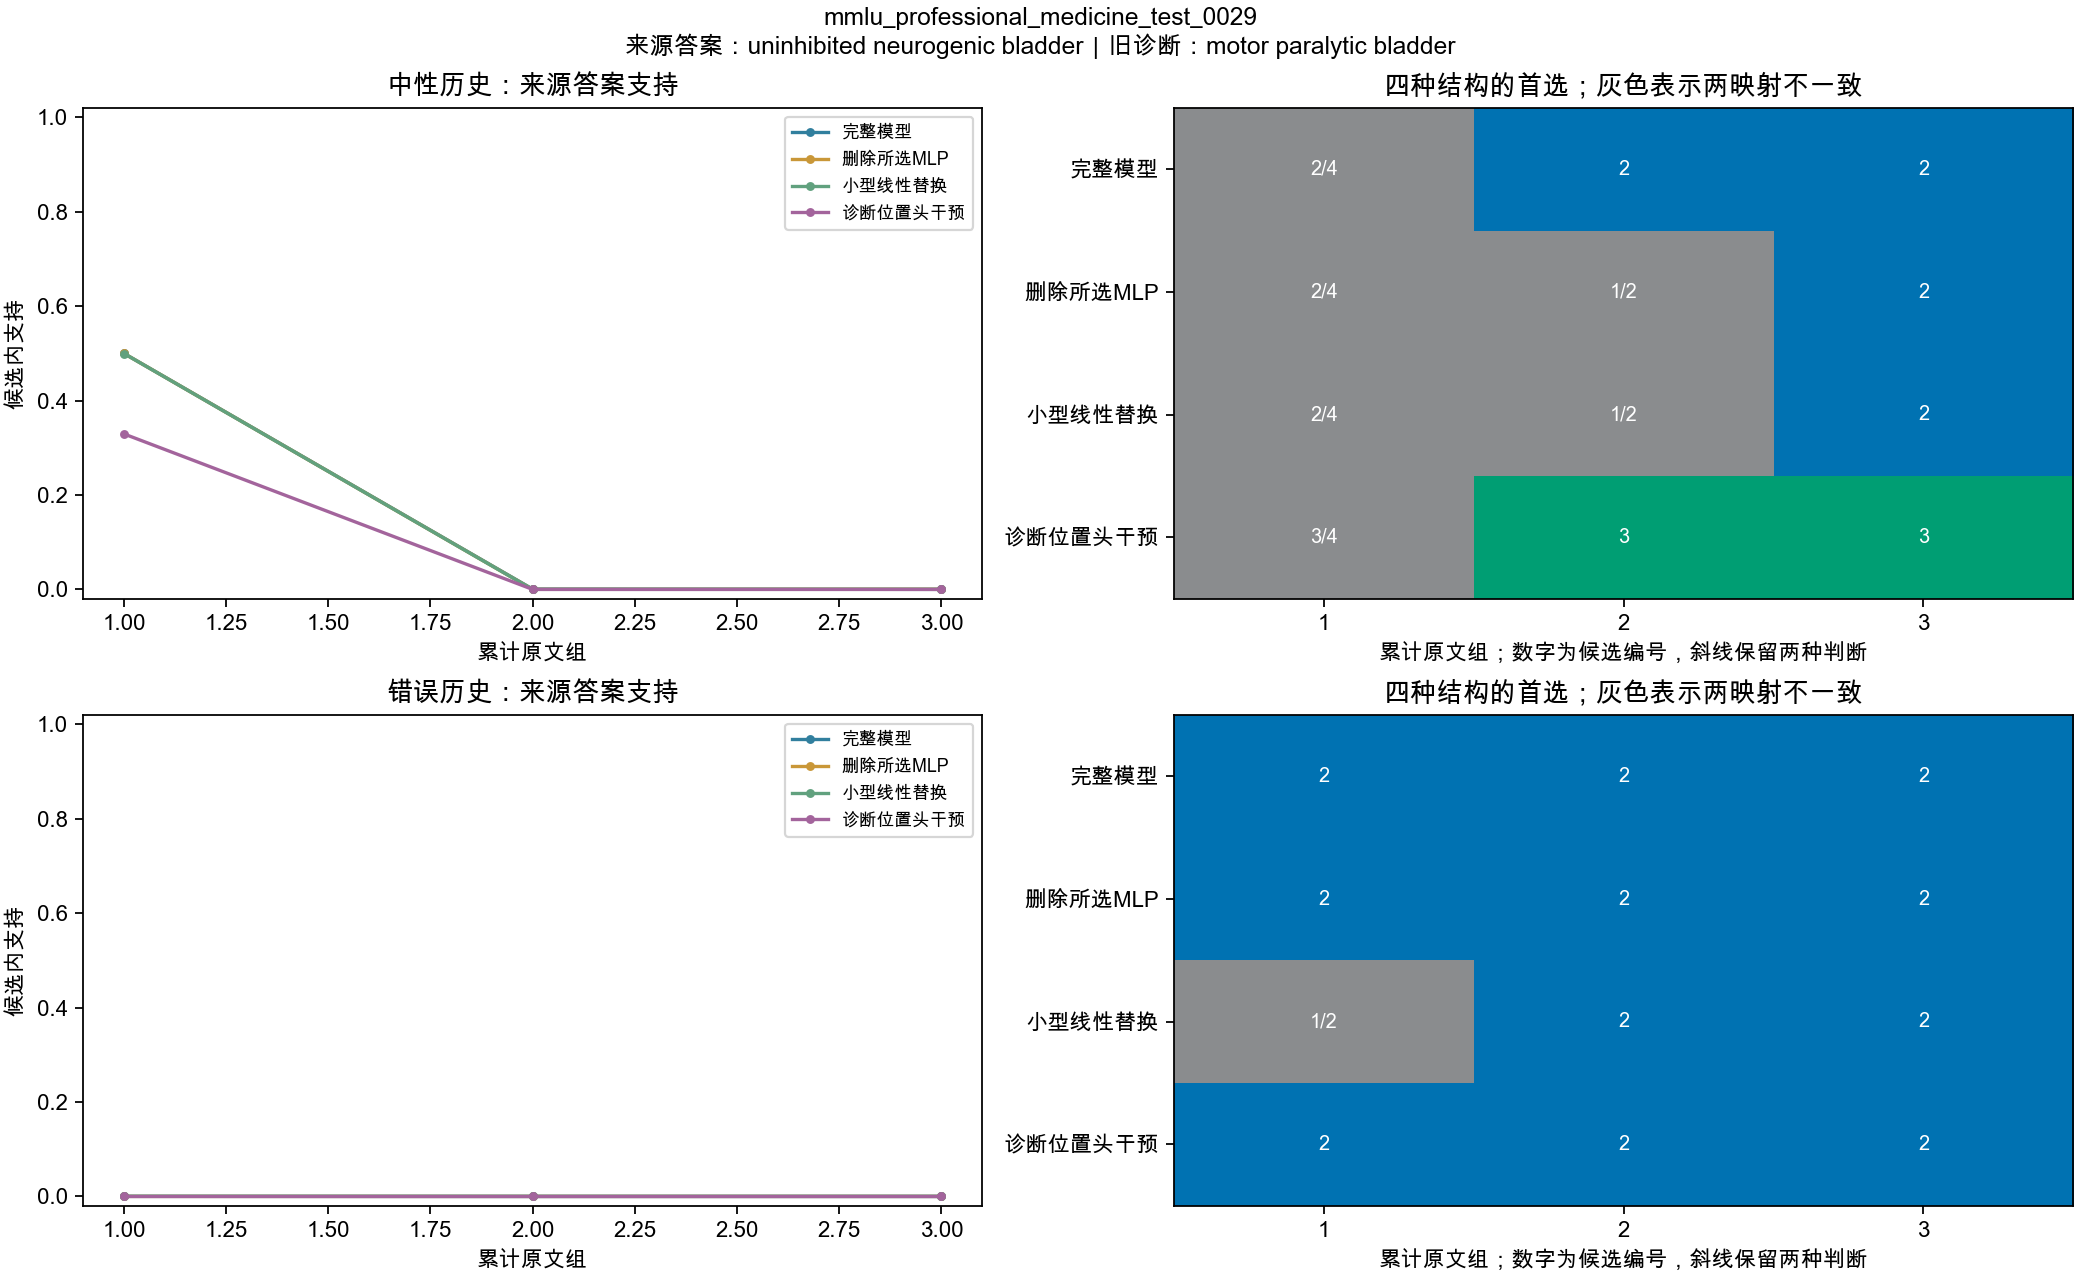 mmlu_professional_medicine_test_0029
来源答案：uninhibited neurogenic bladder | 旧诊断：motor paralytic bladder
中性历史：来源答案支持
候选内支持
1.0
0.8
0.6
0.4
0.2
0.0
完整模型
删除所选MLP
小型线性替换
诊断位置头干预
1.00 1.25 1.50 1.75 2.00 2.25 2.50 2.75 3.00
累计原文组
四种结构的首选；灰色表示两映射不一致
完整模型 2/4 2 2
删除所选MLP 2/4 1/2 2
小型线性替换 2/4 1/2 2
诊断位置头干预 3/4 3 3
1 2 3
累计原文组；数字为候选编号，斜线保留两种判断
错误历史：来源答案支持
候选内支持
1.0
0.8
0.6
0.4
0.2
0.0
完整模型
删除所选MLP
小型线性替换
诊断位置头干预
1.00 1.25 1.50 1.75 2.00 2.25 2.50 2.75 3.00
累计原文组
四种结构的首选；灰色表示两映射不一致
完整模型 2 2 2
删除所选MLP 2 2 2
小型线性替换 1/2 2 2
诊断位置头干预 2 2 2
1 2 3
累计原文组；数字为候选编号，斜线保留两种判断